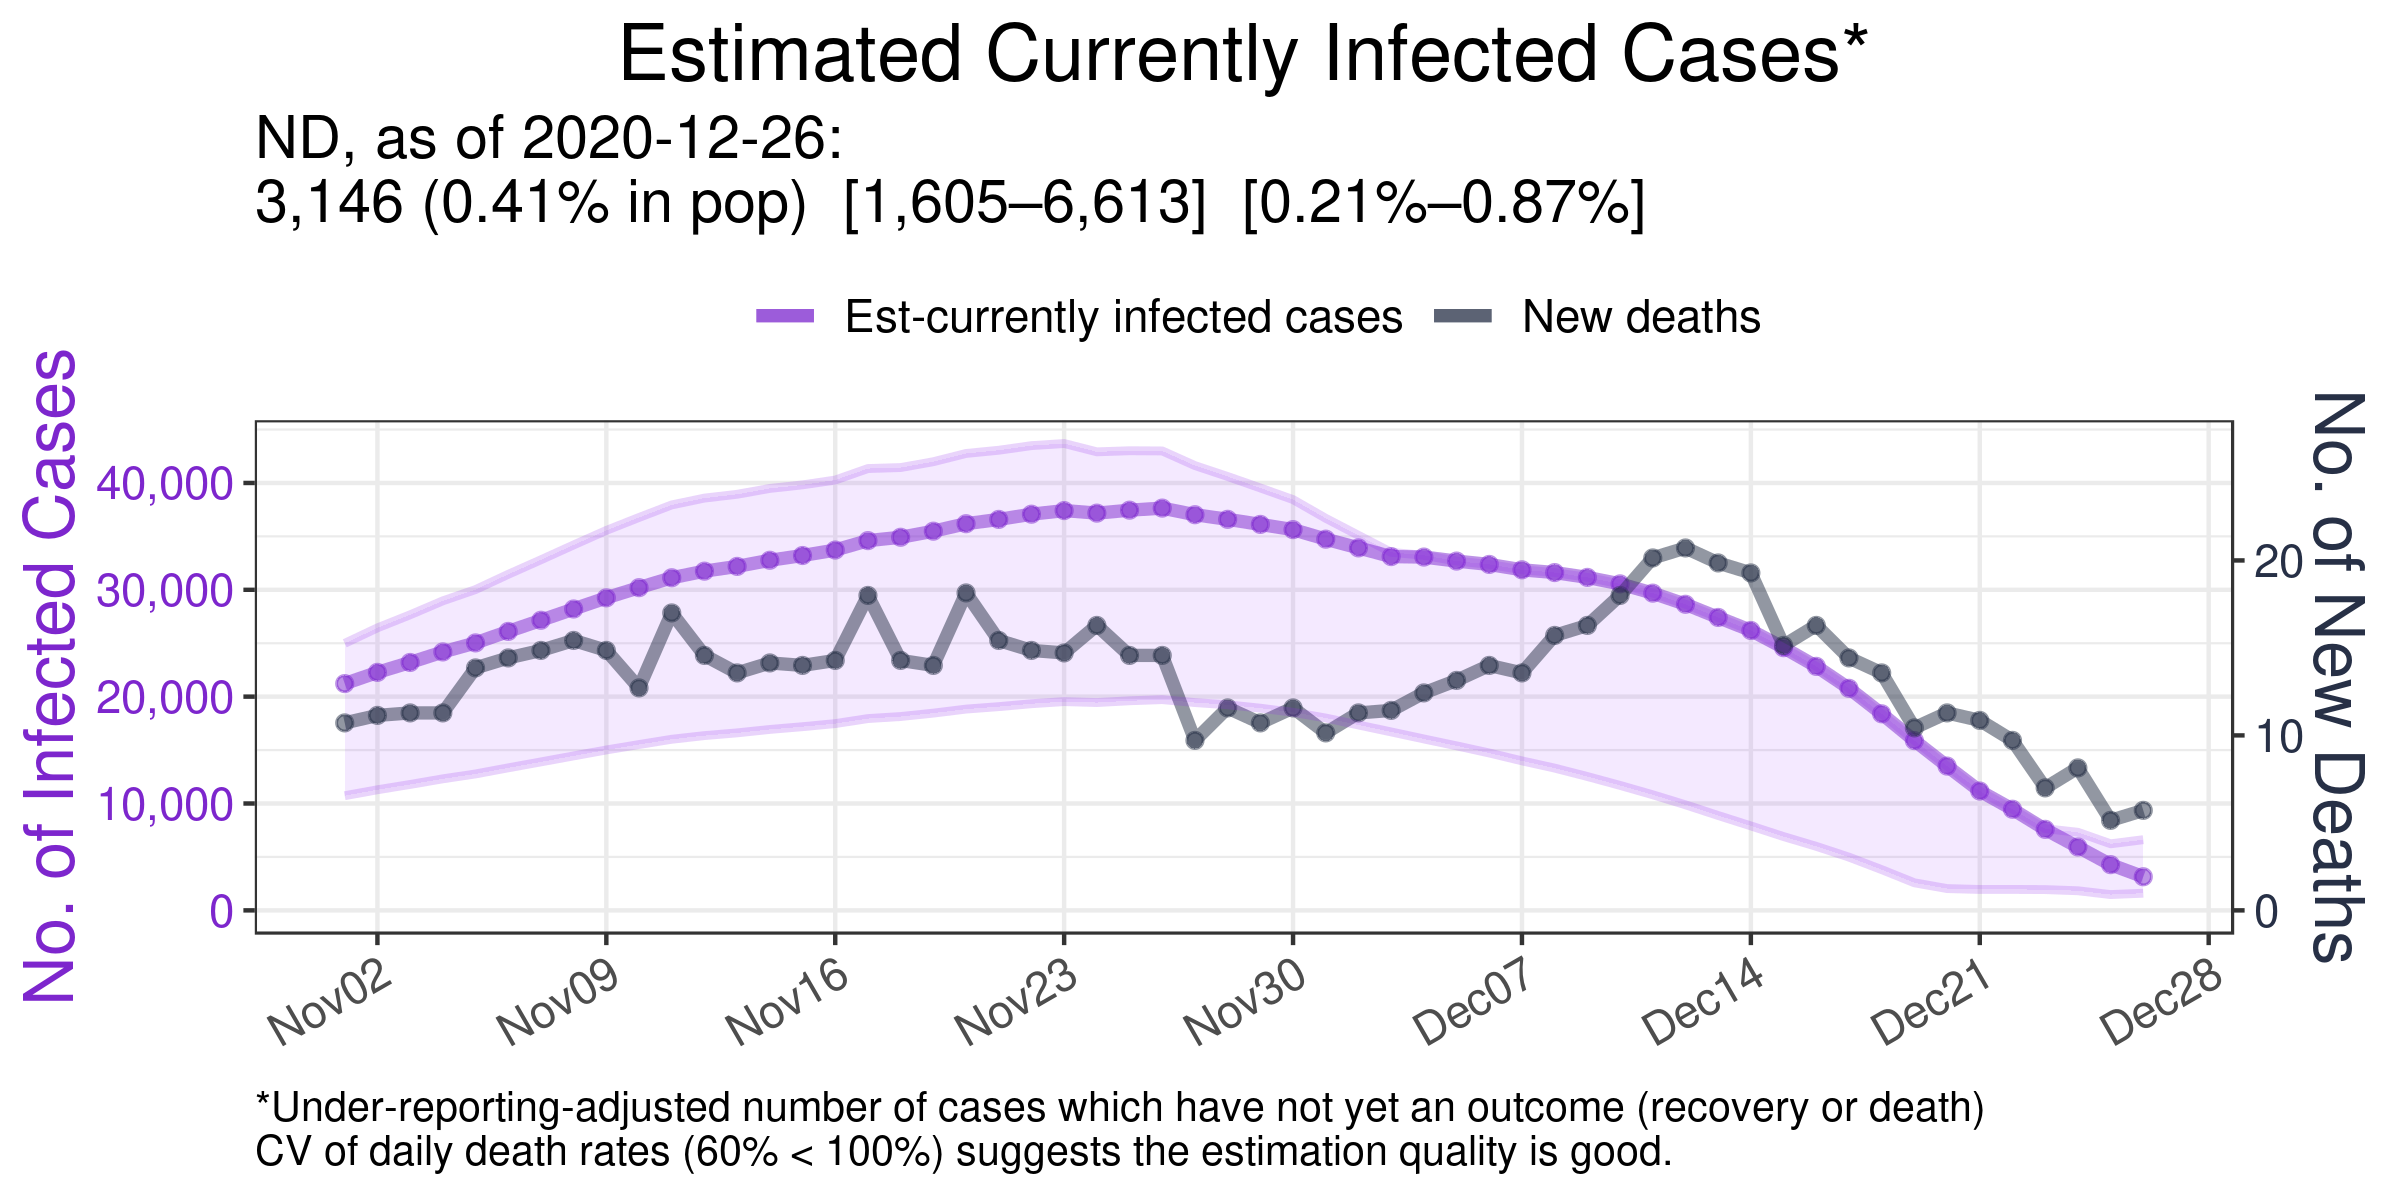 Estimated Currently Infected Cases*
ND, as of 2020-12-26:
3,146 (0.41% in pop) [1,605–6,613] [0.21%–0.87%]
Est-currently infected cases
New deaths
No. of Infected Cases
40,000
30,000
20,000
10,000
0
No. of New Deaths
20
10
0
Nov02
Nov09
Nov16
Nov23
Nov30
Dec07
Dec14
Dec21
Dec28
*Under-reporting-adjusted number of cases which have not yet an outcome (recovery or death)
CV of daily death rates (60% < 100%) suggests the estimation quality is good.